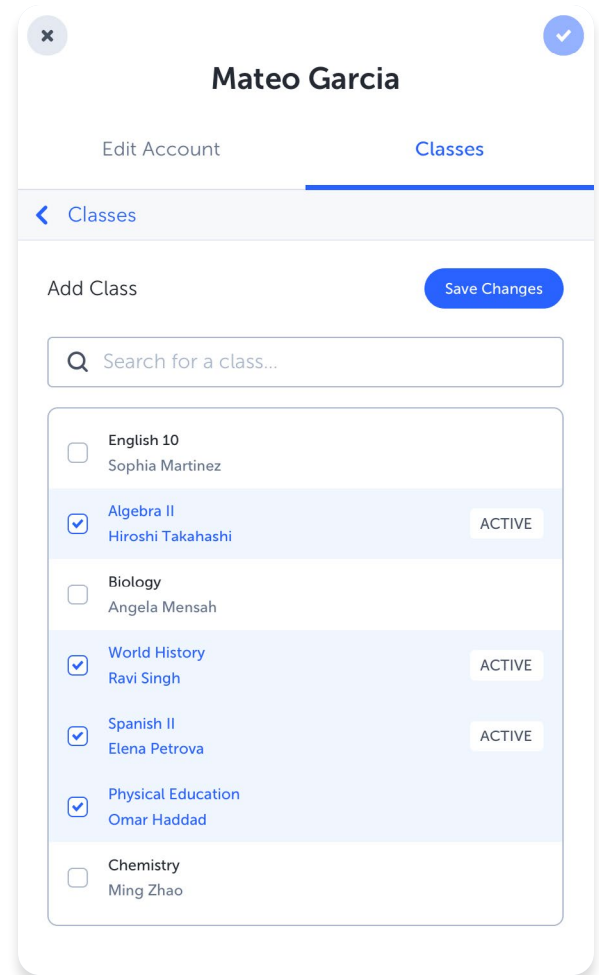 Mateo Garcia
Edit Account
Classes
Classes
Add Class
Save Changes
Search for a class...
English 10
Sophia Martinez
Algebra II
Hiroshi Takahashi
ACTIVE
Biology
Angela Mensah
World History
Ravi Singh
ACTIVE
Spanish II
Elena Petrova
ACTIVE
Physical Education
Omar Haddad
Chemistry
Ming Zhao